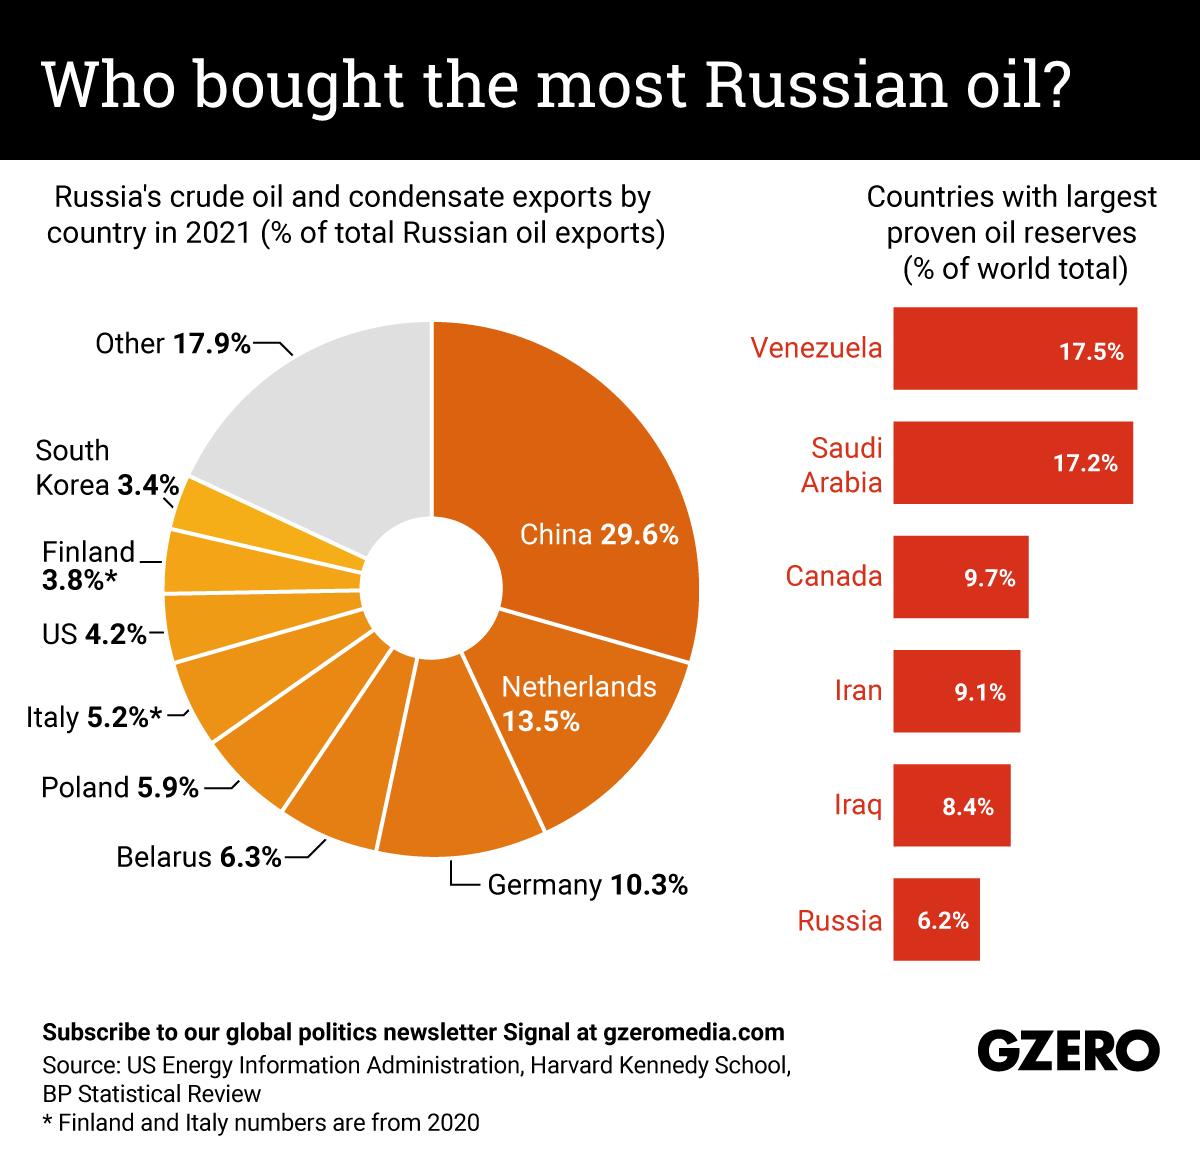 Who bought the most Russian oil?
Russia's crude oil and condensate exports by
country in 2021 (% of total Russian oil exports)
Other 17.9%
South
Korea 3.4%
Finland
3.8%*
US 4.2%
Italy 5.2%*
Poland 5.9%
Belarus 6.3%
Germany 10.3%
Netherlands
13.5%
China 29.6%
Countries with largest
proven oil reserves
(% of world total)
Venezuela 17.5%
Saudi
Arabia 17.2%
Canada 9.7%
Iran 9.1%
Iraq 8.4%
Russia 6.2%
Subscribe to our global politics newsletter Signal at gzeromedia.com
Source: US Energy Information Administration, Harvard Kennedy School,
BP Statistical Review
* Finland and Italy numbers are from 2020
GZERO